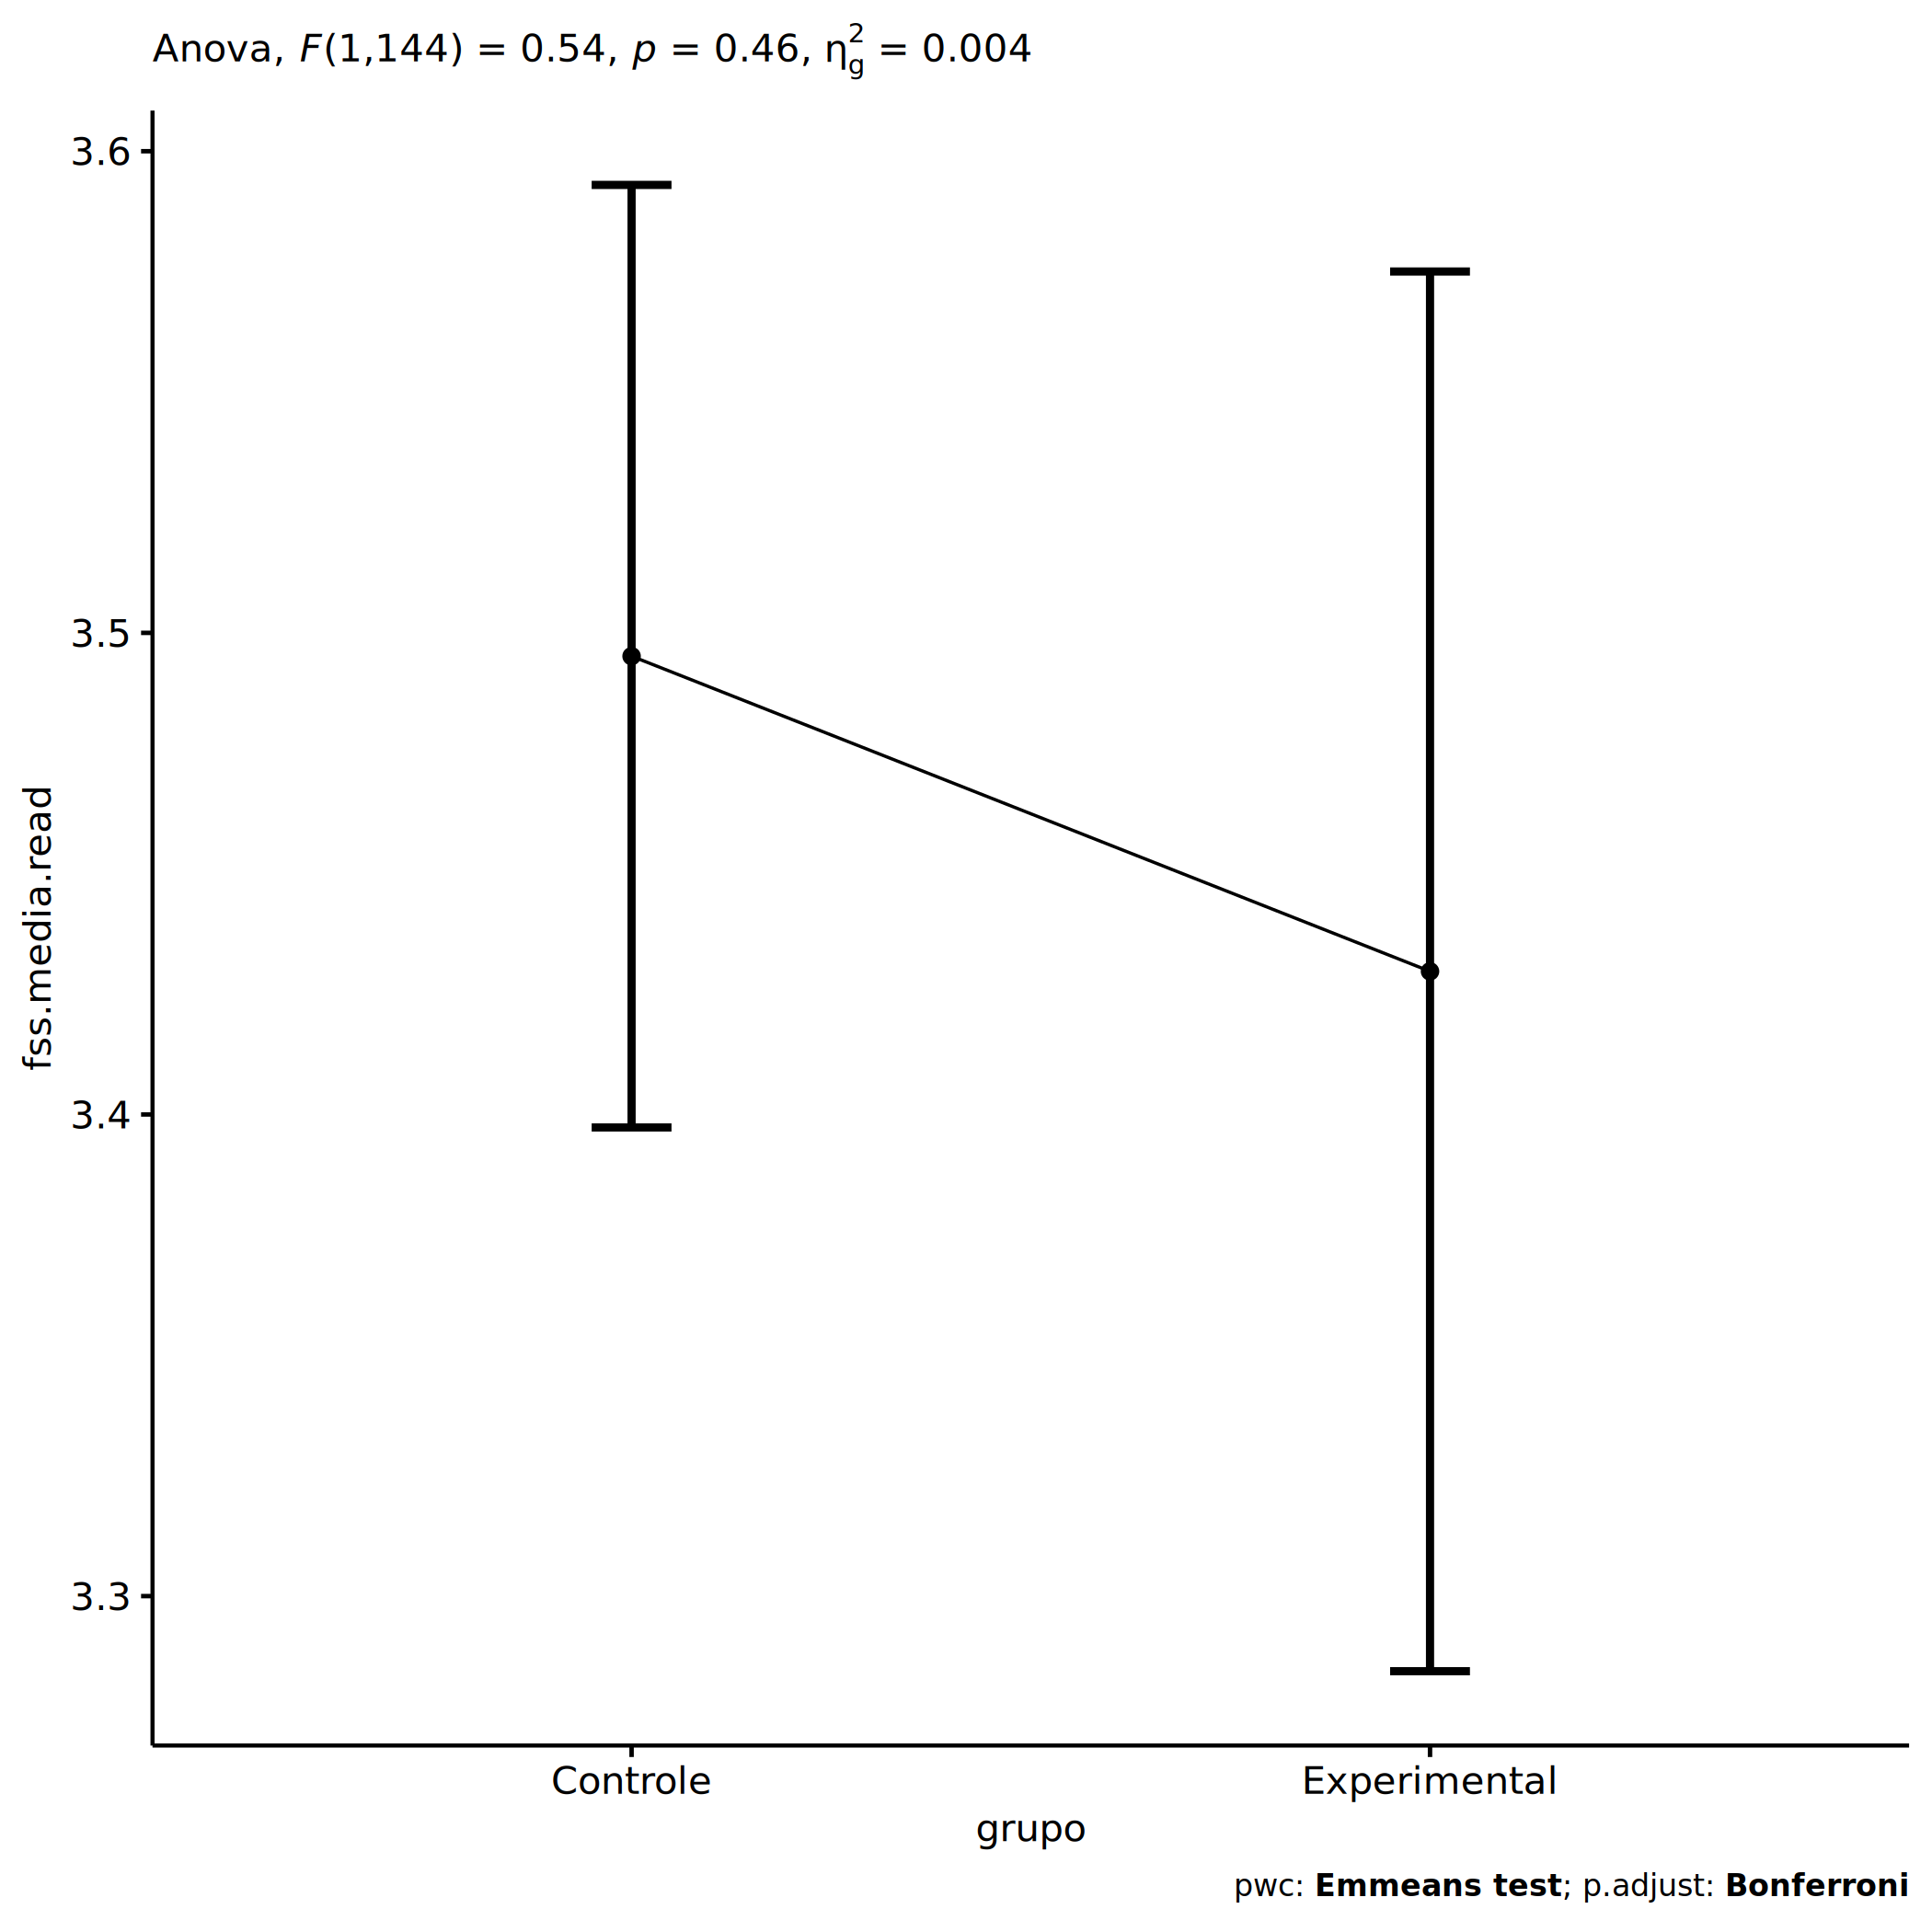 Anova, F(1,144) = 0.54, p = 0.46, η²g = 0.004
3.6
3.5
3.4
3.3
fss.media.read
Controle Experimental
grupo
pwc: Emmeans test; p.adjust: Bonferroni